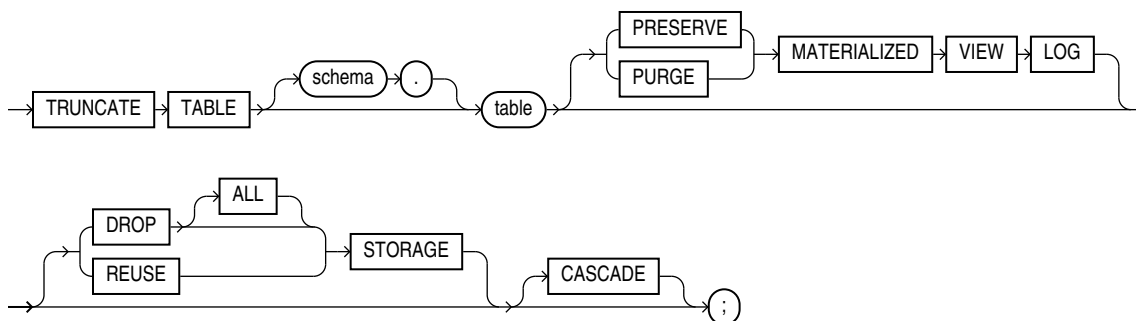 PRESERVE
PURGE
MATERIALIZED VIEW LOG
schema .
TRUNCATE TABLE table
ALL
DROP
REUSE
STORAGE
CASCADE
;